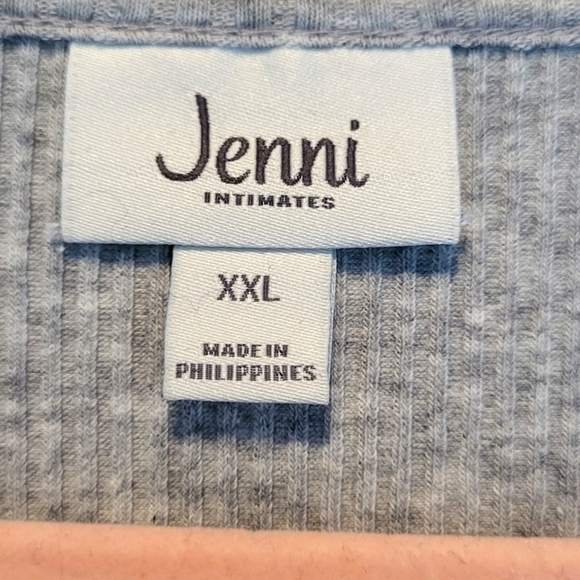 Jenni
INTIMATES
XXL
MADE IN
PHILIPPINES